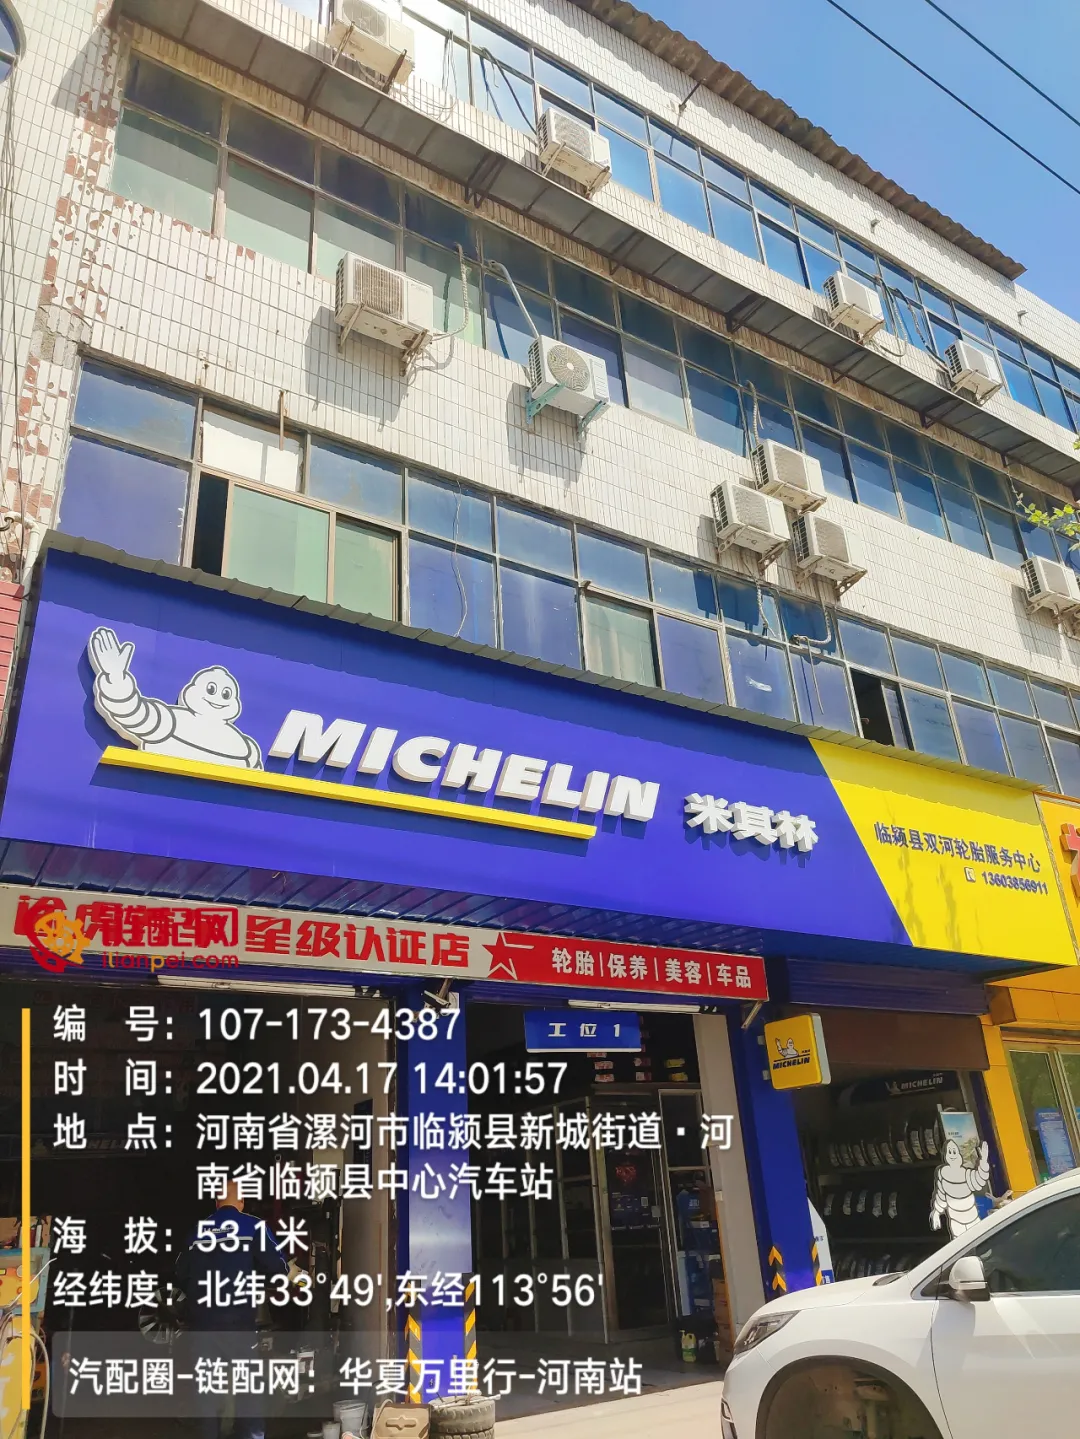 MICHELIN 米其林
临颍县双河轮胎服务中心
13603856911
途虎
链配网
itianpei.com
星级认证店
轮胎|保养|美容|车品
工位 1
MICHELIN
MICHELIN
编 号：107-173-4387
时 间：2021.04.17 14:01:57
地 点：河南省漯河市临颍县新城街道·河
南省临颍县中心汽车站
海 拔：53.1米
经纬度：北纬33°49',东经113°56'
汽配圈-链配网：华夏万里行-河南站